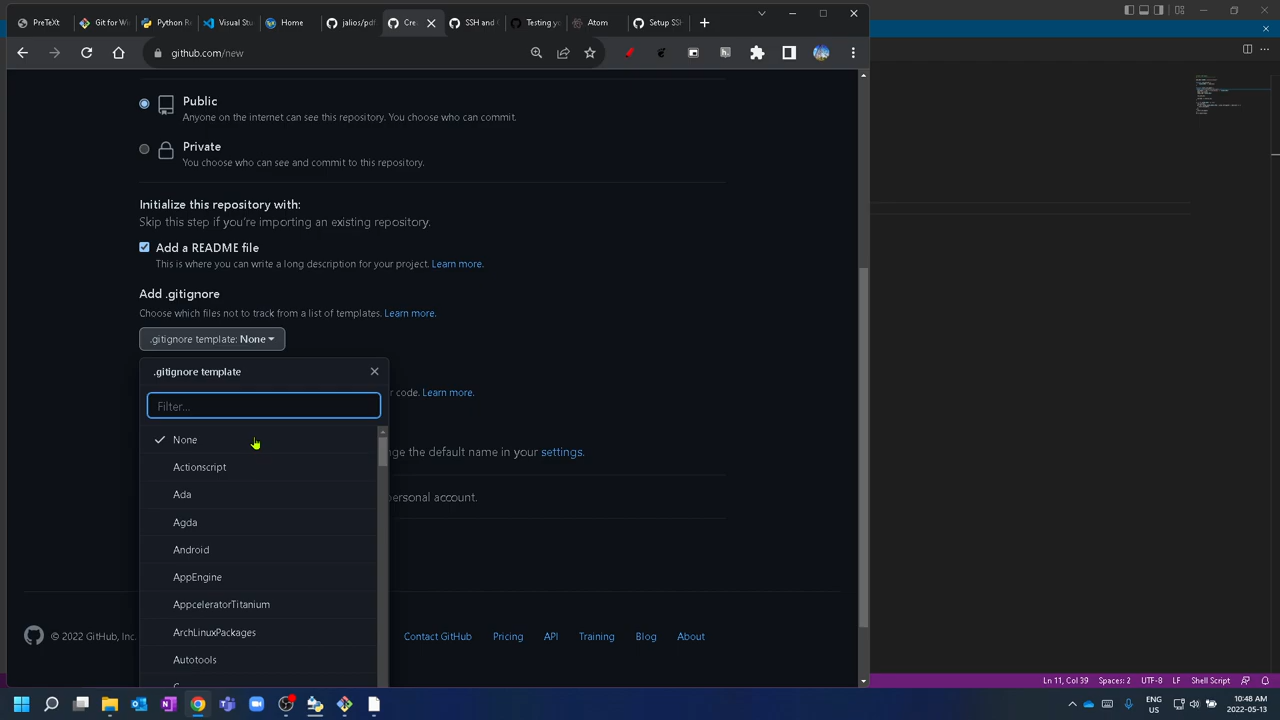 PreTeXt
Git for Wi
Python Re
Visual Stu
Home
jalios/pdf
Cre
SSH and
Testing yo
Atom
Setup SSH
github.com/new
Public
Anyone on the internet can see this repository. You choose who can commit.
Private
You choose who can see and commit to this repository.
Initialize this repository with:
Skip this step if you're importing an existing repository.
Add a README file
This is where you can write a long description for your project. Learn more.
Add .gitignore
Choose which files not to track from a list of templates. Learn more.
.gitignore template: None
.gitignore template
r code. Learn more.
Filter...
None
nge the default name in your settings.
Actionscript
Ada
personal account.
Agda
Android
AppEngine
AppceleratorTitanium
ArchLinuxPackages
Autotools
© 2022 GitHub, Inc.
Contact GitHub
Pricing
API
Training
Blog
About
Ln 11, Col 39
Spaces: 2
UTF-8
LF
Shell Script
ENG
US
10:48 AM
2022-05-13